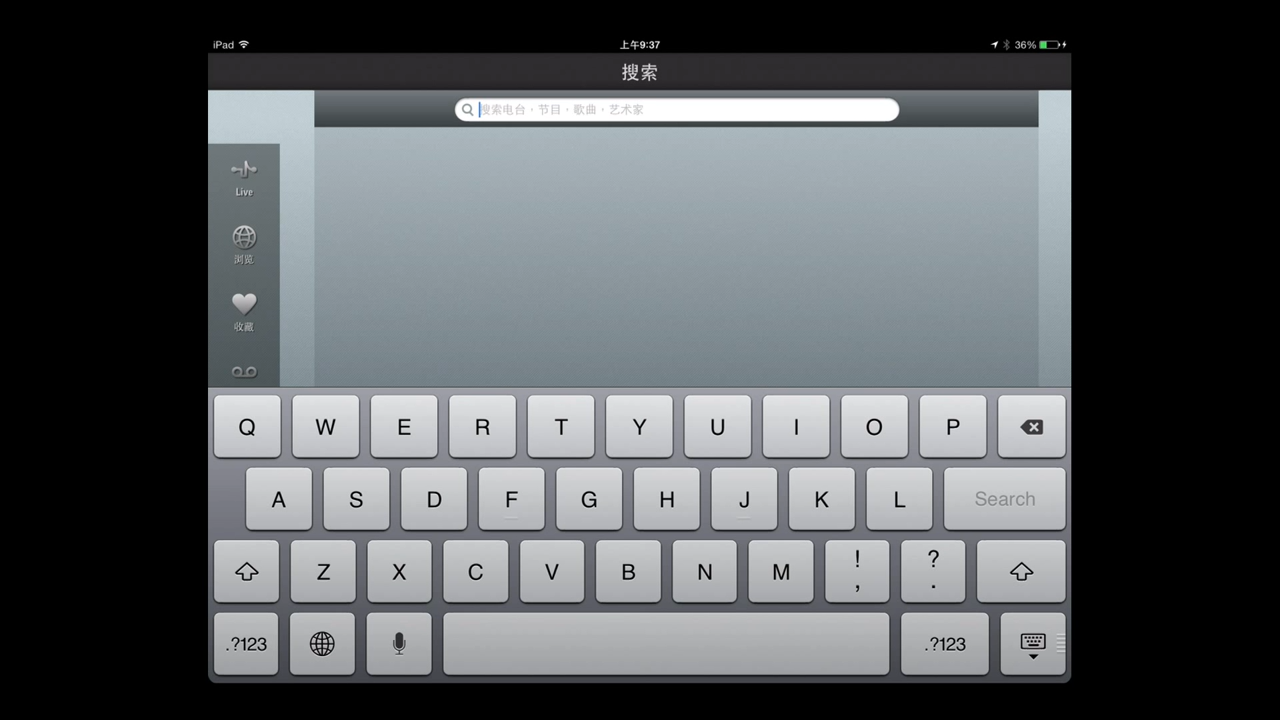 iPad 上午9:37 36%
搜索
搜索电台・节目・歌曲・艺术家
Live
浏览
收藏
Q W E R T Y U I O P
A S D F G H J K L Search
Z X C V B N M ! , ? .
.?123 .?123